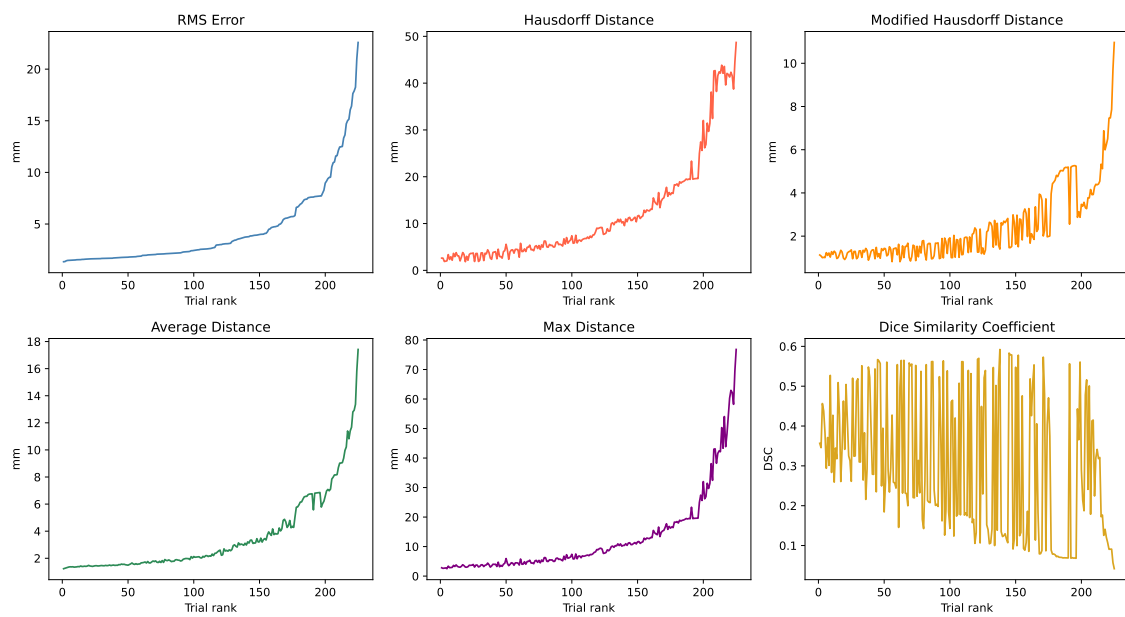 RMS Error
mm
20
15
10
5
0 50 100 150 200
Trial rank
Hausdorff Distance
mm
50
40
30
20
10
0
0 50 100 150 200
Trial rank
Modified Hausdorff Distance
mm
10
8
6
4
2
0 50 100 150 200
Trial rank
Average Distance
mm
18
16
14
12
10
8
6
4
2
0 50 100 150 200
Trial rank
Max Distance
mm
80
70
60
50
40
30
20
10
0
0 50 100 150 200
Trial rank
Dice Similarity Coefficient
DSC
0.6
0.5
0.4
0.3
0.2
0.1
0 50 100 150 200
Trial rank